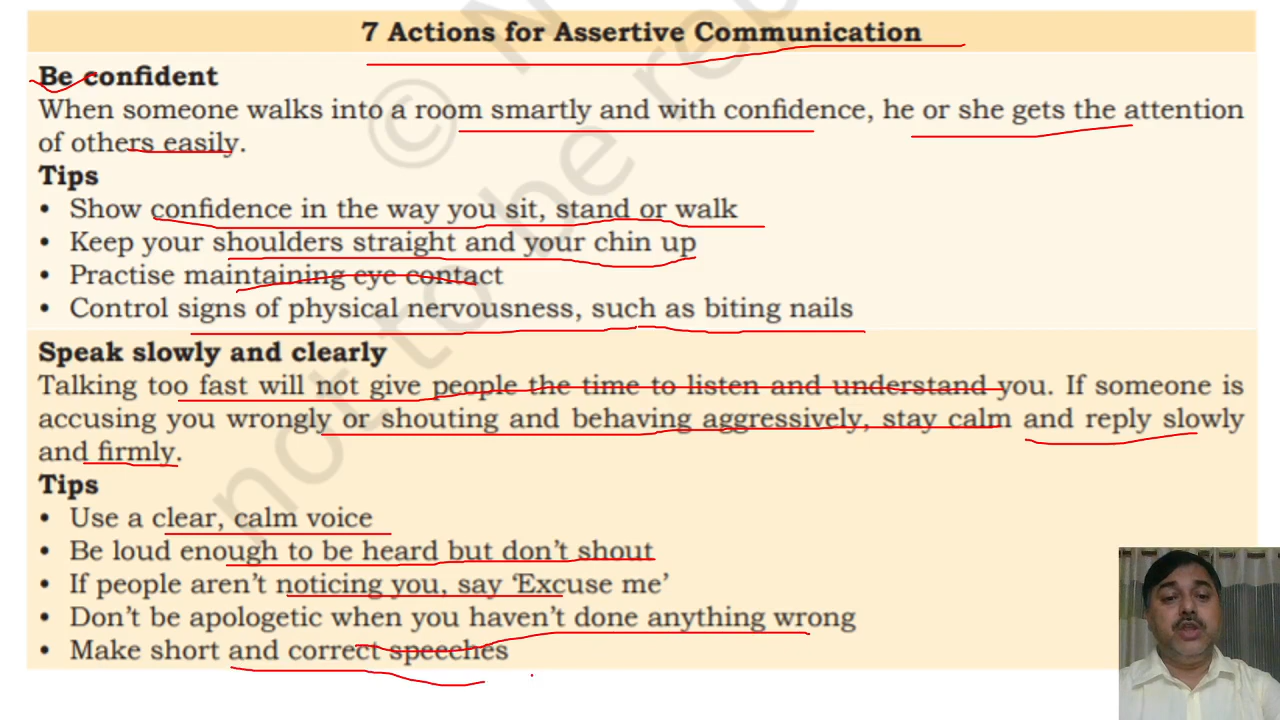 7 Actions for Assertive Communication
Be confident
When someone walks into a room smartly and with confidence, he or she gets the attention
of others easily.
Tips
• Show confidence in the way you sit, stand or walk
• Keep your shoulders straight and your chin up
• Practise maintaining eye contact
• Control signs of physical nervousness, such as biting nails
Speak slowly and clearly
Talking too fast will not give people the time to listen and understand you. If someone is
accusing you wrongly or shouting and behaving aggressively, stay calm and reply slowly
and firmly.
Tips
• Use a clear, calm voice
• Be loud enough to be heard but don’t shout
• If people aren’t noticing you, say ‘Excuse me’
• Don’t be apologetic when you haven’t done anything wrong
• Make short and correct speeches
© N
not to be rep